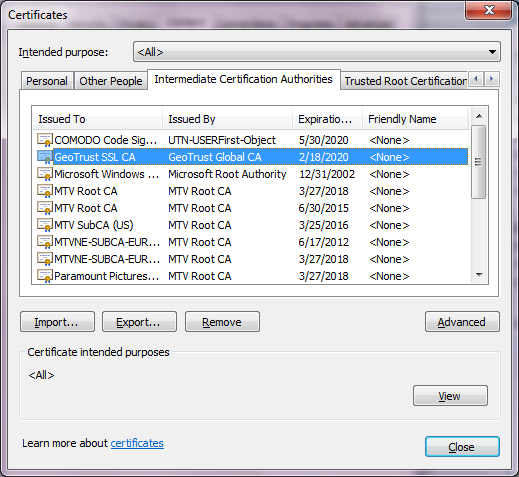 Certificates
Intended purpose: <All>
Personal Other People Intermediate Certification Authorities Trusted Root Certification
Issued To Issued By Expiratio... Friendly Name
COMODO Code Sig... UTN-USERFirst-Object 5/30/2020 <None>
GeoTrust SSL CA GeoTrust Global CA 2/18/2020 <None>
Microsoft Windows ... Microsoft Root Authority 12/31/2002 <None>
MTV Root CA MTV Root CA 3/27/2018 <None>
MTV Root CA MTV Root CA 6/30/2015 <None>
MTV SubCA (US) MTV Root CA 3/25/2016 <None>
MTVNE-SUBCA-EUR... MTV Root CA 6/17/2012 <None>
MTVNE-SUBCA-EUR... MTV Root CA 3/27/2018 <None>
Paramount Pictures... MTV Root CA 3/27/2018 <None>
Import... Export... Remove Advanced
Certificate intended purposes
<All>
View
Learn more about certificates
Close